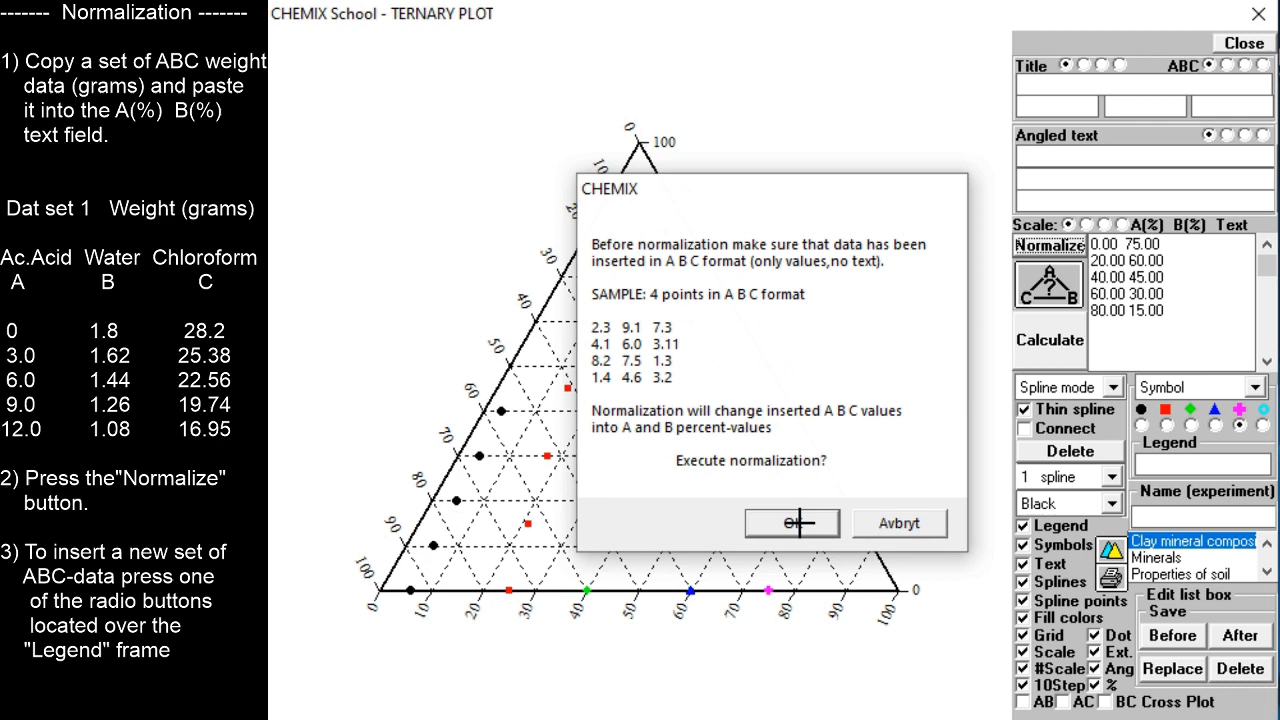 ------- Normalization -------
1) Copy a set of ABC weight
data (grams) and paste
it into the A(%) B(%)
text field.
Dat set 1 Weight (grams)
Ac.Acid Water Chloroform
A B C
0 1.8 28.2
3.0 1.62 25.38
6.0 1.44 22.56
9.0 1.26 19.74
12.0 1.08 16.95
2) Press the"Normalize"
button.
3) To insert a new set of
ABC-data press one
of the radio buttons
located over the
"Legend" frame
CHEMIX School - TERNARY PLOT
0
100
10
30
40
50
60
70
80
90
100
0
0 10 20 30 40 50 60 70 80 90 100
CHEMIX
Before normalization make sure that data has been
inserted in A B C format (only values,no text).
SAMPLE: 4 points in A B C format
2.3 9.1 7.3
4.1 6.0 3.11
8.2 7.5 1.3
1.4 4.6 3.2
Normalization will change inserted A B C values
into A and B percent-values
Execute normalization?
OK Avbryt
Close
Title ABC
Angled text
Scale: A(%) B(%) Text
Normalize
0.00 75.00
20.00 60.00
40.00 45.00
60.00 30.00
80.00 15.00
A
?
C B
Calculate
Spline mode
Symbol
Thin spline
Connect
Legend
Delete
1 spline
Name (experiment)
Black
Legend
Symbols
Text
Splines
Spline points
Fill colors
Grid Dot
Scale Ext.
#Scale Ang
10Step %
AB AC BC Cross Plot
Clay mineral composi
Minerals
Properties of soil
Edit list box
Save
Before After
Replace Delete